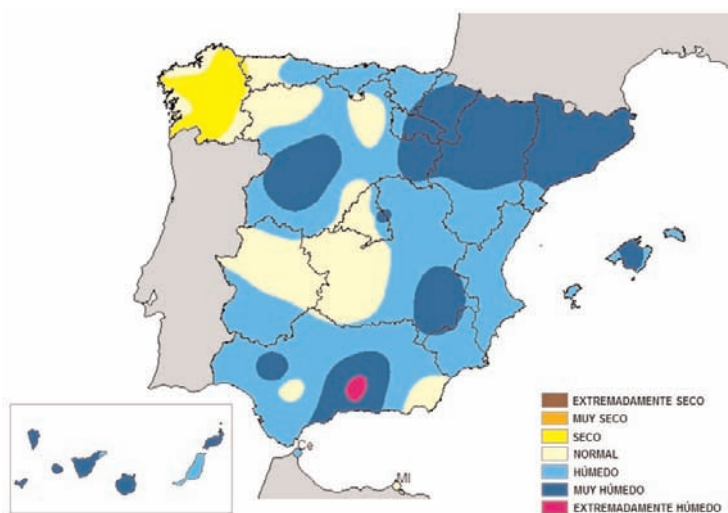 EXTREMADAMENTE SECO
MUY SECO
SECO
NORMAL
HÚMEDO
MUY HÚMEDO
EXTREMADAMENTE HÚMEDO
Ce
Ml